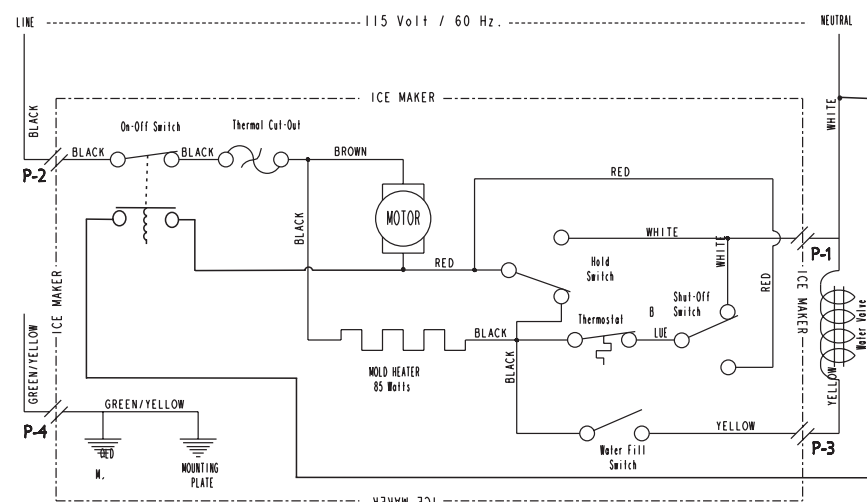 LINE
115 Volt / 60 Hz.
NEUTRAL
ICE MAKER
BLACK
WHITE
On-Off Switch
Thermal Cut-Out
BLACK
BLACK
BROWN
P-2
RED
MOTOR
BLACK
WHITE
WHITE
P-1
RED
Hold
Switch
RED
ICE MAKER
ICE MAKER
Shut-Off
Switch
Thermostat
B
LUE
BLACK
Water Valve
GREEN/YELLOW
MOLD HEATER
85 Watts
BLACK
YELLOW
GREEN/YELLOW
YELLOW
P-4
P-3
OLD
M.
MOUNTING
PLATE
Water Fill
Switch
ICE MAKER